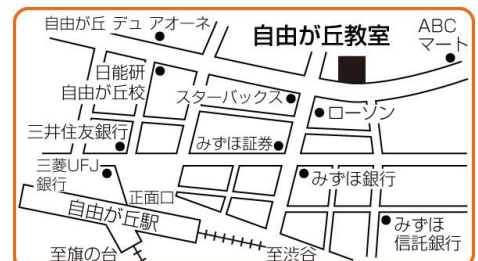 自由が丘 デュ アオーネ
自由が丘教室
ABC
マート
日能研
自由が丘校
スターバックス
ローソン
三井住友銀行
みずほ証券
三菱UFJ
銀行
正面口
みずほ銀行
自由が丘駅
みずほ
信託銀行
至旗の台
至渋谷